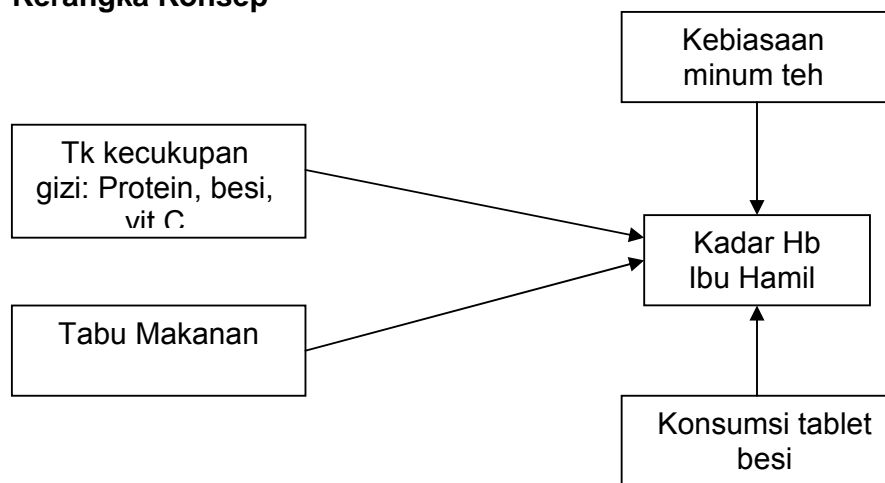 Kerangka Konsep
Kebiasaan
minum teh
Tk kecukupan
gizi: Protein, besi,
vit C
Kadar Hb
Ibu Hamil
Tabu Makanan
Konsumsi tablet
besi